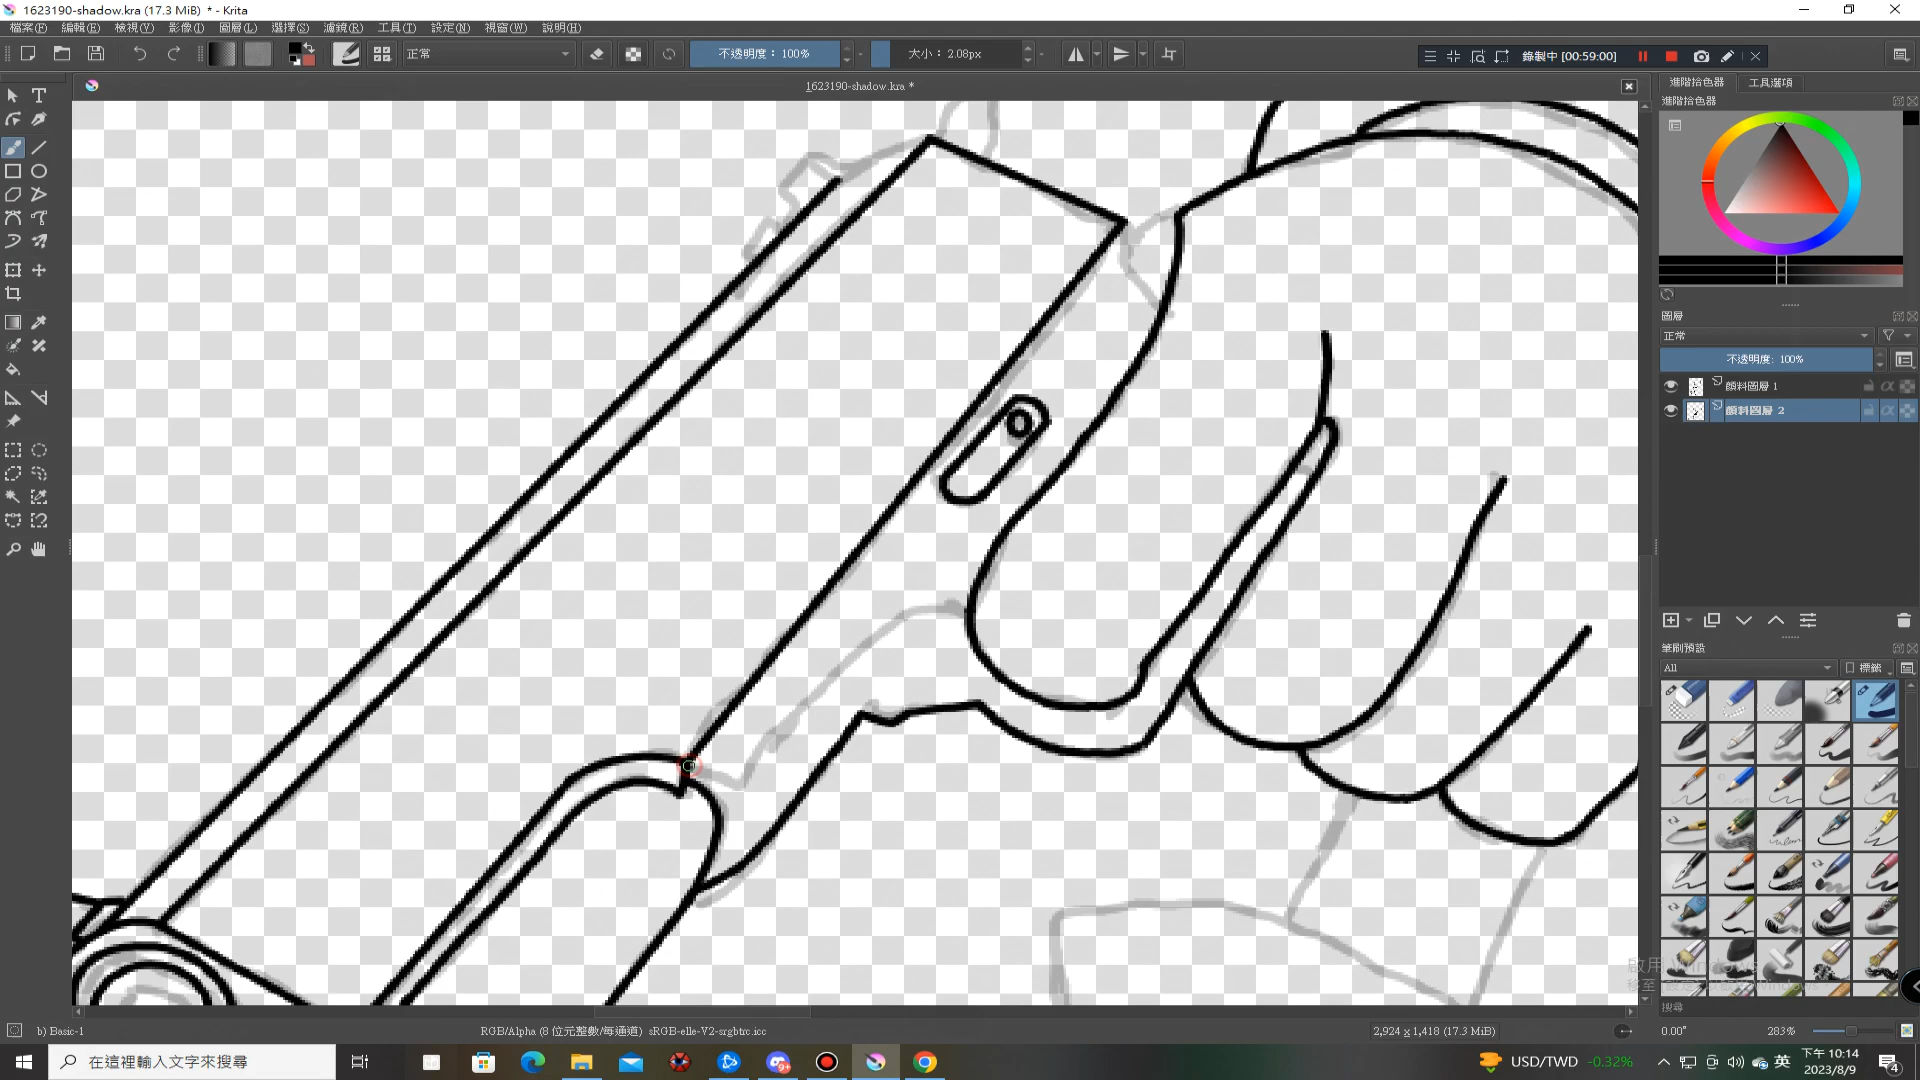 1623190-shadow.kra (17.3 MiB) * - Krita
檔案(F) 編輯(E) 檢視(V) 影像(I) 圖層(L) 選擇(S) 濾鏡(R) 工具(T) 設定(N) 視窗(W) 說明(H)
正常
不透明度：100%
大小：2.08px
錄製中 [00:59:00]
1623190-shadow.kra *
進階拾色器 工具選項
進階拾色器
圖層
正常
不透明度: 100%
顏料圖層 1
顏料圖層 2
筆刷預設
All
標籤
搜尋
b) Basic-1
RGB/Alpha (8 位元整數/每通道) sRGB-elle-V2-srgbtrc.icc
2,924 x 1,418 (17.3 MiB)
0.00°
283%
在這裡輸入文字來搜尋
9+
USD/TWD -0.32%
英
下午 10:14
2023/8/9
4